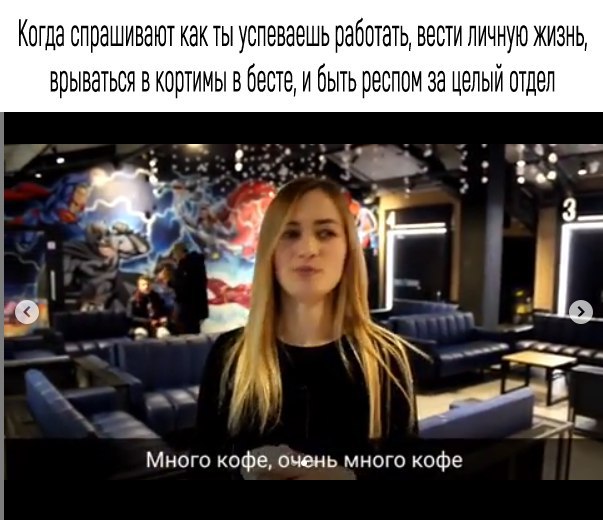 Когда спрашивают как ты успеваешь работать, вести личную жизнь,
врываться в кортимы в бесте, и быть респом за целый отдел
3
Много кофе, очень много кофе